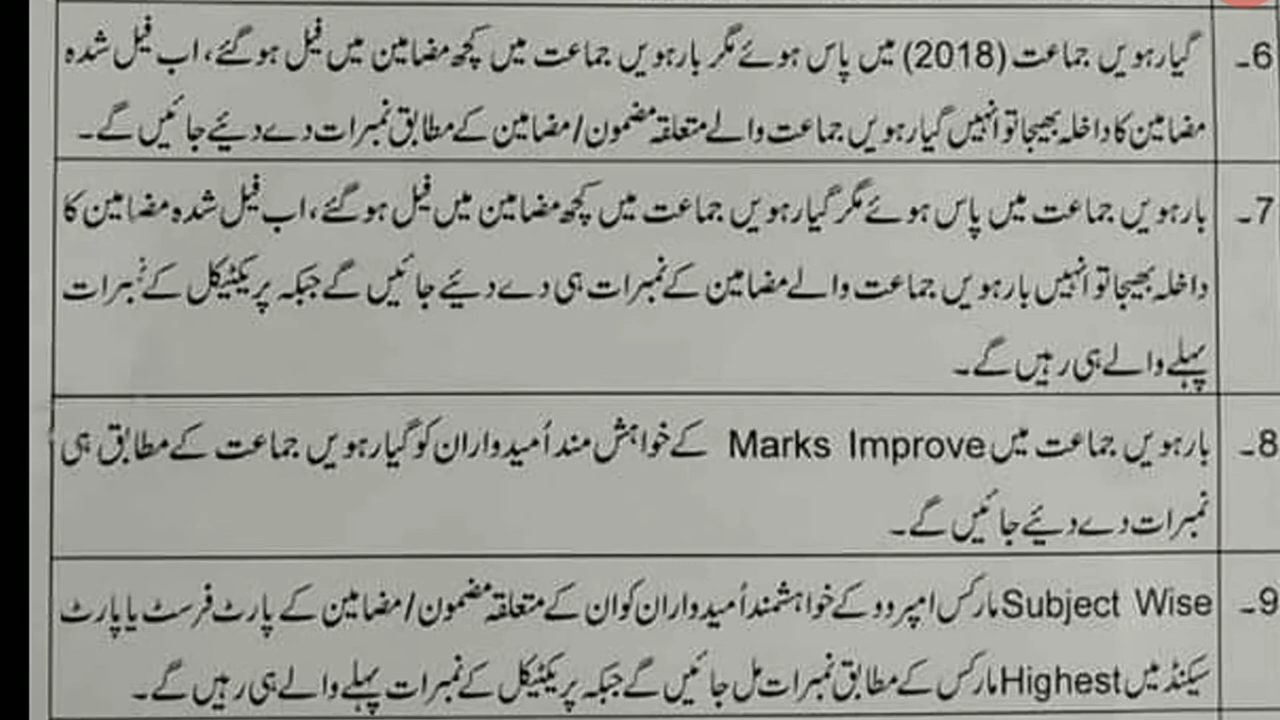 6۔ گیارہویں جماعت (2018) میں پاس ہوئے مگر بارہویں جماعت میں کچھ مضامین میں فیل ہوگئے، اب فیل شدہ
مضامین کا داخلہ بھیجا تو انہیں گیارہویں جماعت والے متعلقہ مضمون/مضامین کے مطابق نمبرات دے دئیے جائیں گے۔
7۔ بارہویں جماعت میں پاس ہوئے مگر گیارہویں جماعت میں کچھ مضامین میں فیل ہوگئے، اب فیل شدہ مضامین کا
داخلہ بھیجا تو انہیں بارہویں جماعت والے مضامین کے نمبرات ہی دے دئیے جائیں گے جبکہ پریکٹیکل کے نمبرات
پہلے والے ہی رہیں گے۔
8۔ بارہویں جماعت میں Marks Improve کے خواہش مند اُمیدواران کو گیارہویں جماعت کے مطابق ہی
نمبرات دے دئیے جائیں گے۔
9۔ Subject Wise مارکس امپروو کے خواہشمند اُمیدواران کو ان کے متعلقہ مضمون/مضامین کے پارٹ فرسٹ یا پارٹ
سیکنڈ میں Highest مارکس کے مطابق نمبرات مل جائیں گے جبکہ پریکٹیکل کے نمبرات پہلے والے ہی رہیں گے۔